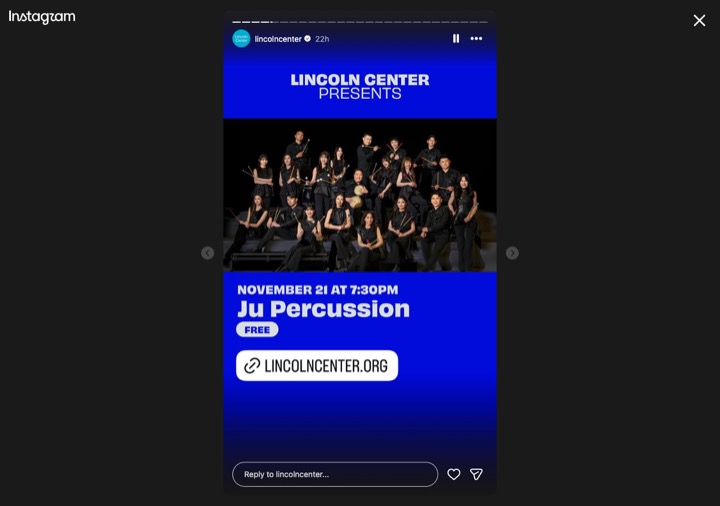 Instagram
lincolncenter 22h
LINCOLN CENTER
PRESENTS
NOVEMBER 21 AT 7:30PM
Ju Percussion
FREE
LINCOLNCENTER.ORG
Reply to lincolncenter...